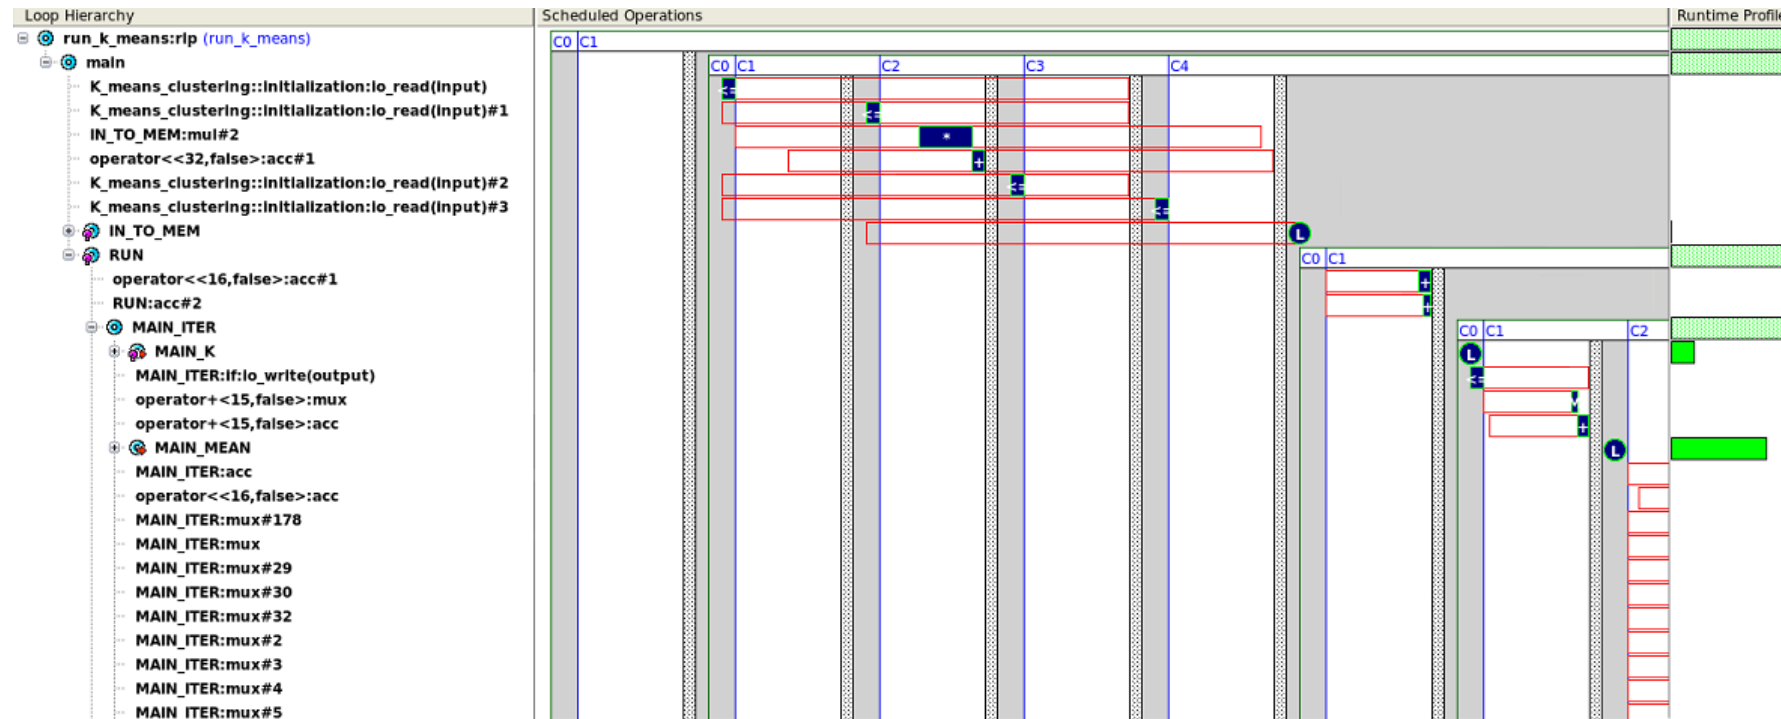 Loop Hierarchy Scheduled Operations Runtime Profile
run_k_means:rlp (run_k_means) C0 C1
main C0 C1 C2 C3 C4
K_means_clustering::initialization:io_read(input) <=
K_means_clustering::initialization:io_read(input)#1 <=
IN_TO_MEM:mul#2 *
operator<<32,false>:acc#1 +
K_means_clustering::initialization:io_read(input)#2 <=
K_means_clustering::initialization:io_read(input)#3 <=
IN_TO_MEM L
RUN C0 C1
operator<<16,false>:acc#1 +
RUN:acc#2 +
MAIN_ITER C0 C1 C2
MAIN_K L
MAIN_ITER:if:io_write(output) <=
operator+<15,false>:mux
operator+<15,false>:acc +
MAIN_MEAN L
MAIN_ITER:acc
operator<<16,false>:acc
MAIN_ITER:mux#178
MAIN_ITER:mux
MAIN_ITER:mux#29
MAIN_ITER:mux#30
MAIN_ITER:mux#32
MAIN_ITER:mux#2
MAIN_ITER:mux#3
MAIN_ITER:mux#4
MAIN_ITER:mux#5